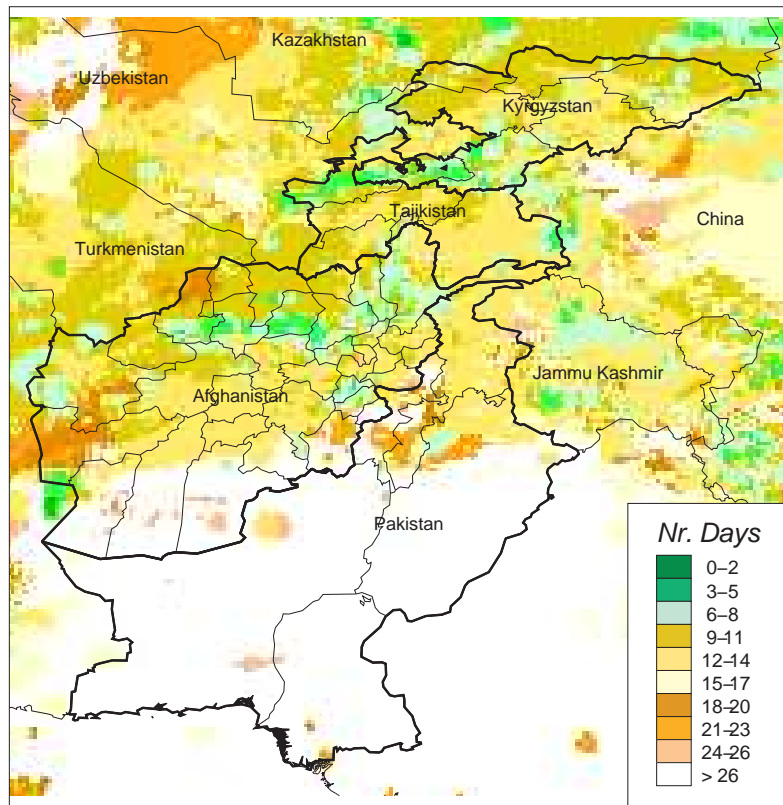 Kazakhstan
Uzbekistan
Kyrgyzstan
Tajikistan
China
Turkmenistan
Jammu Kashmir
Afghanistan
Pakistan
Nr. Days
0–2
3–5
6–8
9–11
12–14
15–17
18–20
21–23
24–26
> 26